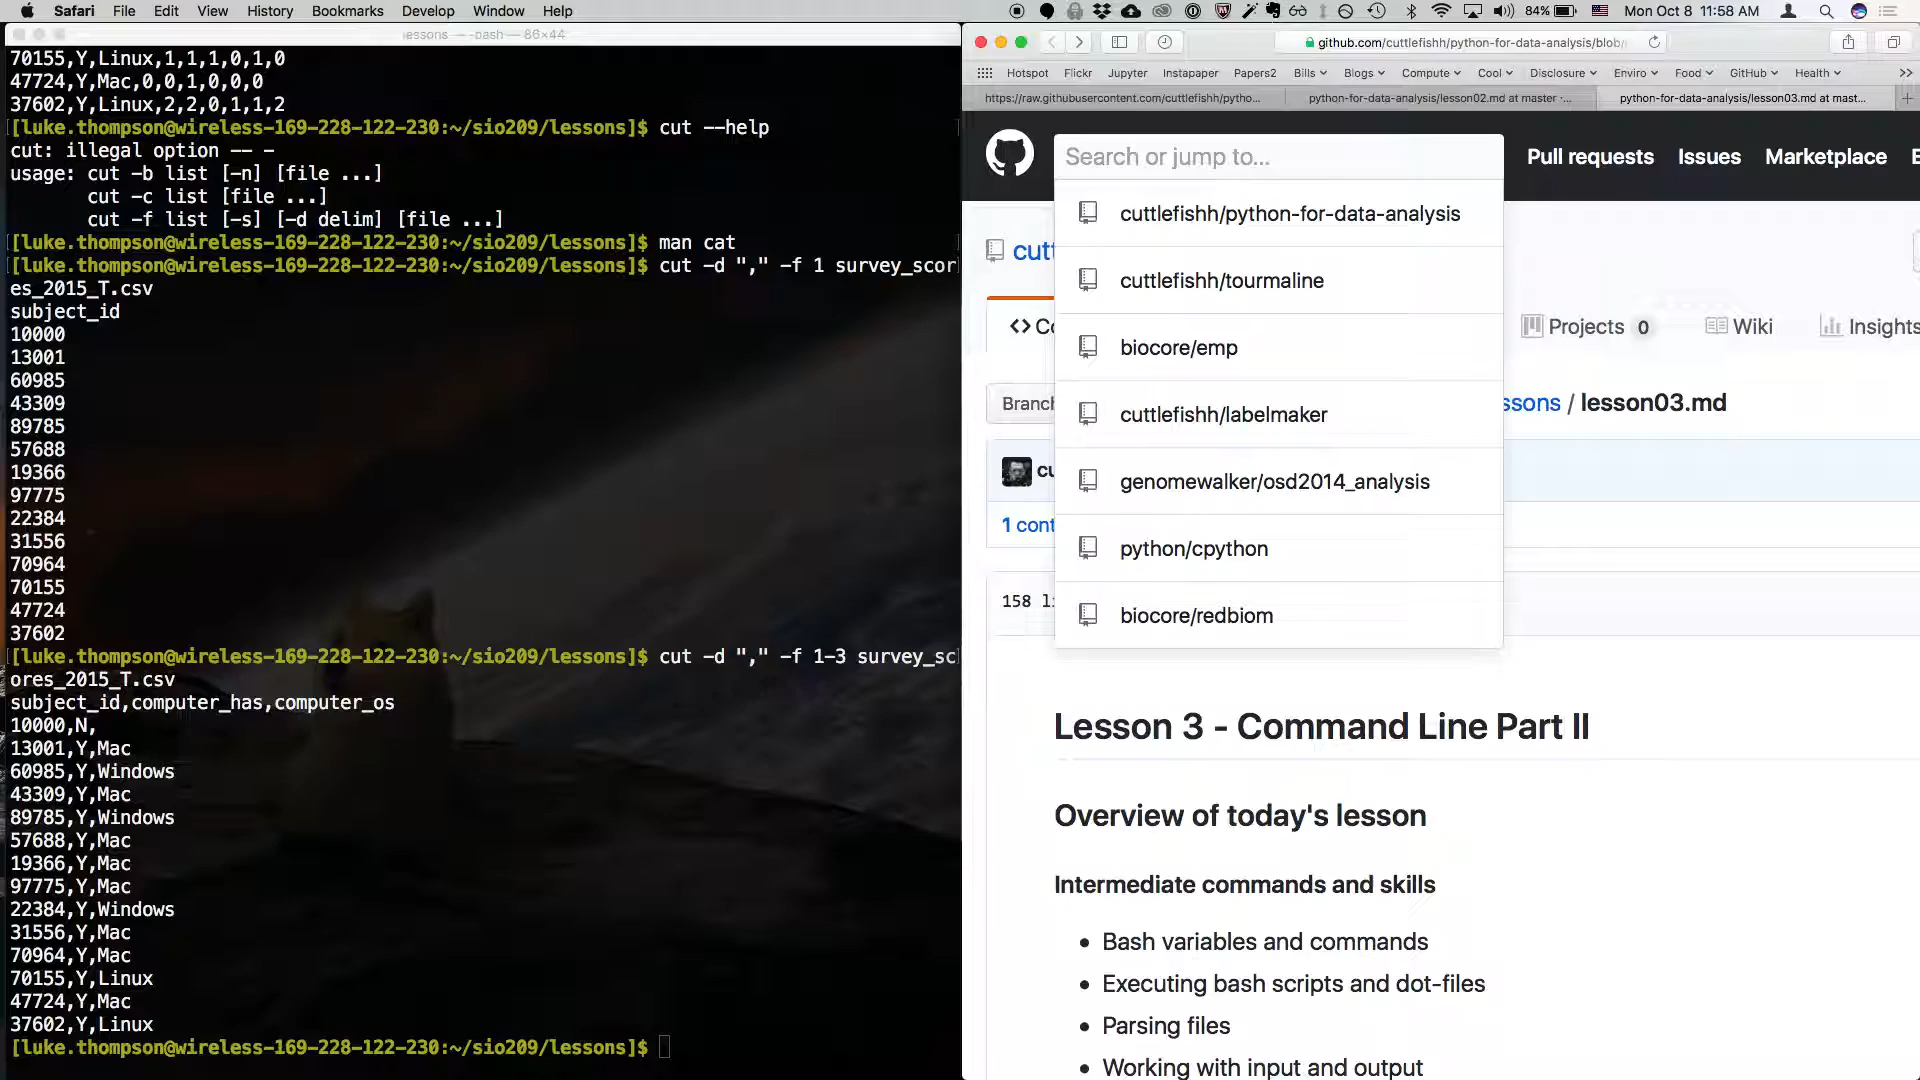 Safari File Edit View History Bookmarks Develop Window Help
84% Mon Oct 8 11:58 AM
lessons — -bash — 86×44
70155,Y,Linux,1,1,1,0,1,0
47724,Y,Mac,0,0,1,0,0,0
37602,Y,Linux,2,2,0,1,1,2
[luke.thompson@wireless-169-228-122-230:~/sio209/lessons]$ cut --help
cut: illegal option -- -
usage: cut -b list [-n] [file ...]
cut -c list [file ...]
cut -f list [-s] [-d delim] [file ...]
[luke.thompson@wireless-169-228-122-230:~/sio209/lessons]$ man cat
[luke.thompson@wireless-169-228-122-230:~/sio209/lessons]$ cut -d "," -f 1 survey_scor
es_2015_T.csv
subject_id
10000
13001
60985
43309
89785
57688
19366
97775
22384
31556
70964
70155
47724
37602
[luke.thompson@wireless-169-228-122-230:~/sio209/lessons]$ cut -d "," -f 1-3 survey_sc
ores_2015_T.csv
subject_id,computer_has,computer_os
10000,N,
13001,Y,Mac
60985,Y,Windows
43309,Y,Mac
89785,Y,Windows
57688,Y,Mac
19366,Y,Mac
97775,Y,Mac
22384,Y,Windows
31556,Y,Mac
70964,Y,Mac
70155,Y,Linux
47724,Y,Mac
37602,Y,Linux
[luke.thompson@wireless-169-228-122-230:~/sio209/lessons]$
github.com/cuttlefishh/python-for-data-analysis/blob/
Hotspot Flickr Jupyter Instapaper Papers2 Bills Blogs Compute Cool Disclosure Enviro Food GitHub Health
https://raw.githubusercontent.com/cuttlefishh/pytho... python-for-data-analysis/lesson02.md at master ·... python-for-data-analysis/lesson03.md at mast...
Search or jump to... Pull requests Issues Marketplace E
cuttlefishh/python-for-data-analysis
cuttlefishh/tourmaline
biocore/emp
cuttlefishh/labelmaker
genomewalker/osd2014_analysis
python/cpython
biocore/redbiom
cutt
<> Co Projects 0 Wiki Insights
Branch ssons / lesson03.md
cu
1 cont
158 li
Lesson 3 - Command Line Part II
Overview of today's lesson
Intermediate commands and skills
• Bash variables and commands
• Executing bash scripts and dot-files
• Parsing files
• Working with input and output